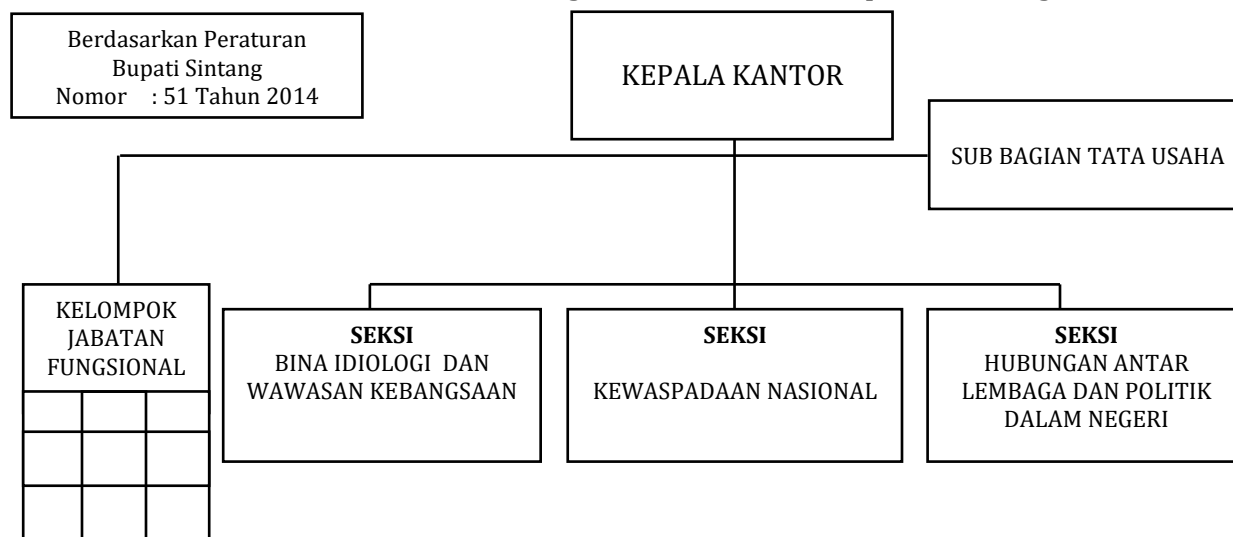 Berdasarkan Peraturan
Bupati Sintang
Nomor : 51 Tahun 2014
KEPALA KANTOR
SUB BAGIAN TATA USAHA
KELOMPOK
JABATAN
FUNGSIONAL
SEKSI
BINA IDIOLOGI DAN
WAWASAN KEBANGSAAN
SEKSI
KEWASPADAAN NASIONAL
SEKSI
HUBUNGAN ANTAR
LEMBAGA DAN POLITIK
DALAM NEGERI